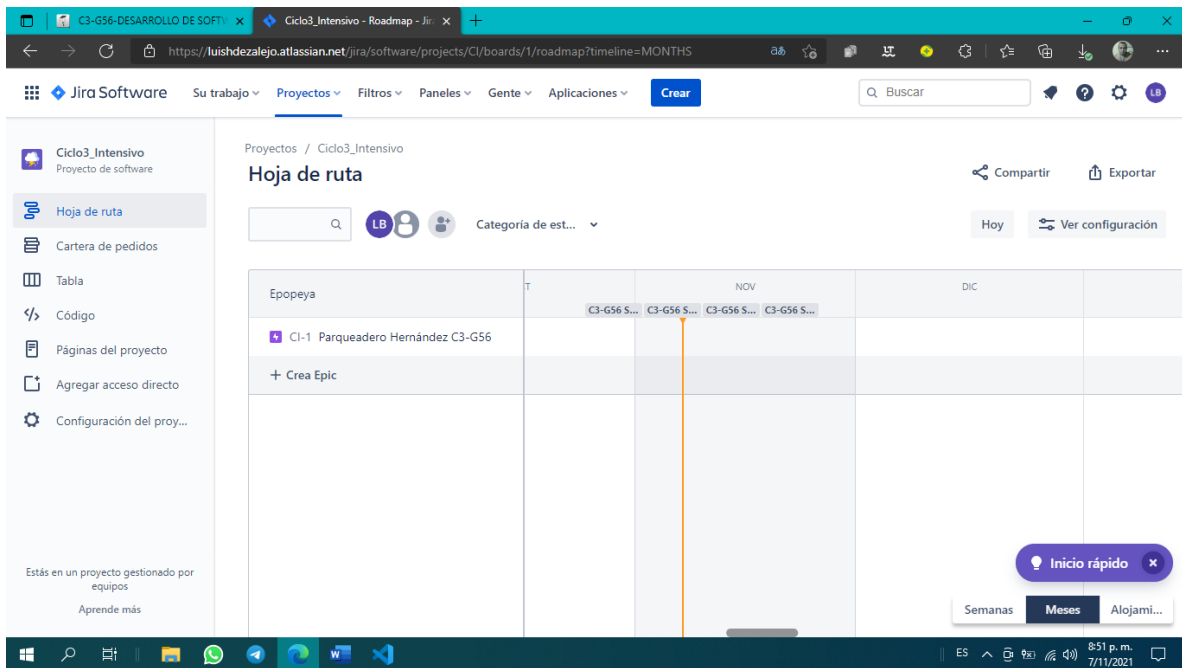 C3-G56-DESARROLLO DE SOFTW
Ciclo3_Intensivo - Roadmap - Jir
https://luishdezalejo.atlassian.net/jira/software/projects/CI/boards/1/roadmap?timeline=MONTHS
Jira Software
Su trabajo
Proyectos
Filtros
Paneles
Gente
Aplicaciones
Crear
Buscar
LB
Ciclo3_Intensivo
Proyecto de software
Hoja de ruta
Cartera de pedidos
Tabla
Código
Páginas del proyecto
Agregar acceso directo
Configuración del proy...
Estás en un proyecto gestionado por
equipos
Aprende más
Proyectos / Ciclo3_Intensivo
Hoja de ruta
Compartir
Exportar
LB
Categoría de est...
Hoy
Ver configuración
Epopeya
T
NOV
DIC
C3-G56 S...
C3-G56 S...
C3-G56 S...
C3-G56 S...
CI-1 Parqueadero Hernández C3-G56
+ Crea Epic
Inicio rápido
Semanas
Meses
Alojami...
ES
8:51 p. m.
7/11/2021